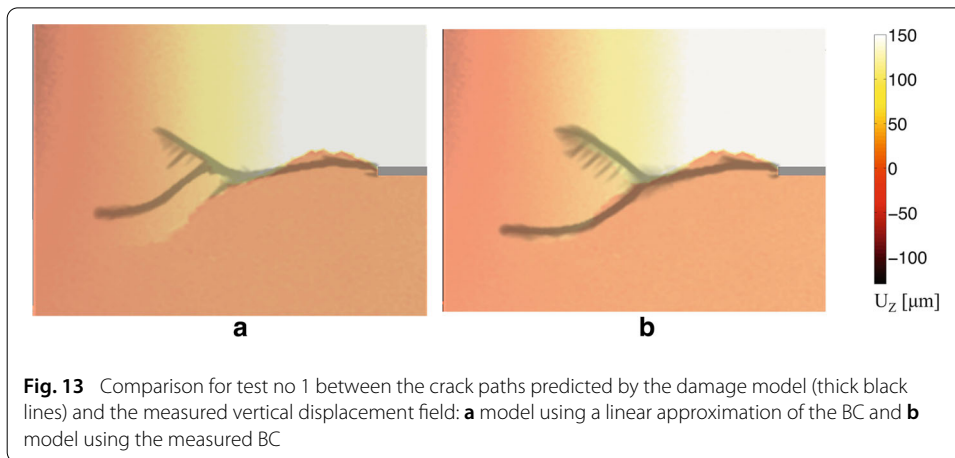 150
100
50
0
−50
−100
U_Z [µm]
a
b
Fig. 13 Comparison for test no 1 between the crack paths predicted by the damage model (thick black
lines) and the measured vertical displacement field: a model using a linear approximation of the BC and b
model using the measured BC